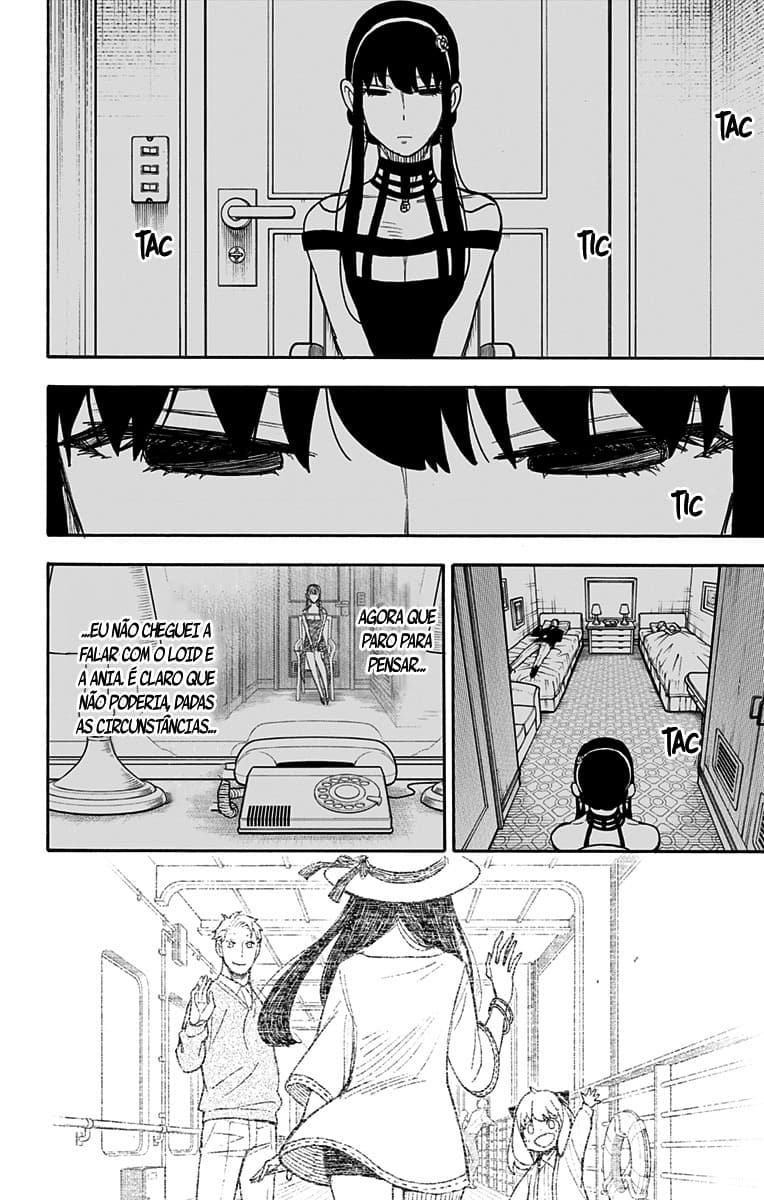 TAC
TIC
TAC
TIC
TAC
AGORA QUE
PARO PARA
PENSAR...
...EU NÃO CHEGUEI A
FALAR COM O LOID E
A ANIA. É CLARO QUE
NÃO PODERIA, DADAS
AS CIRCUNSTÂNCIAS...